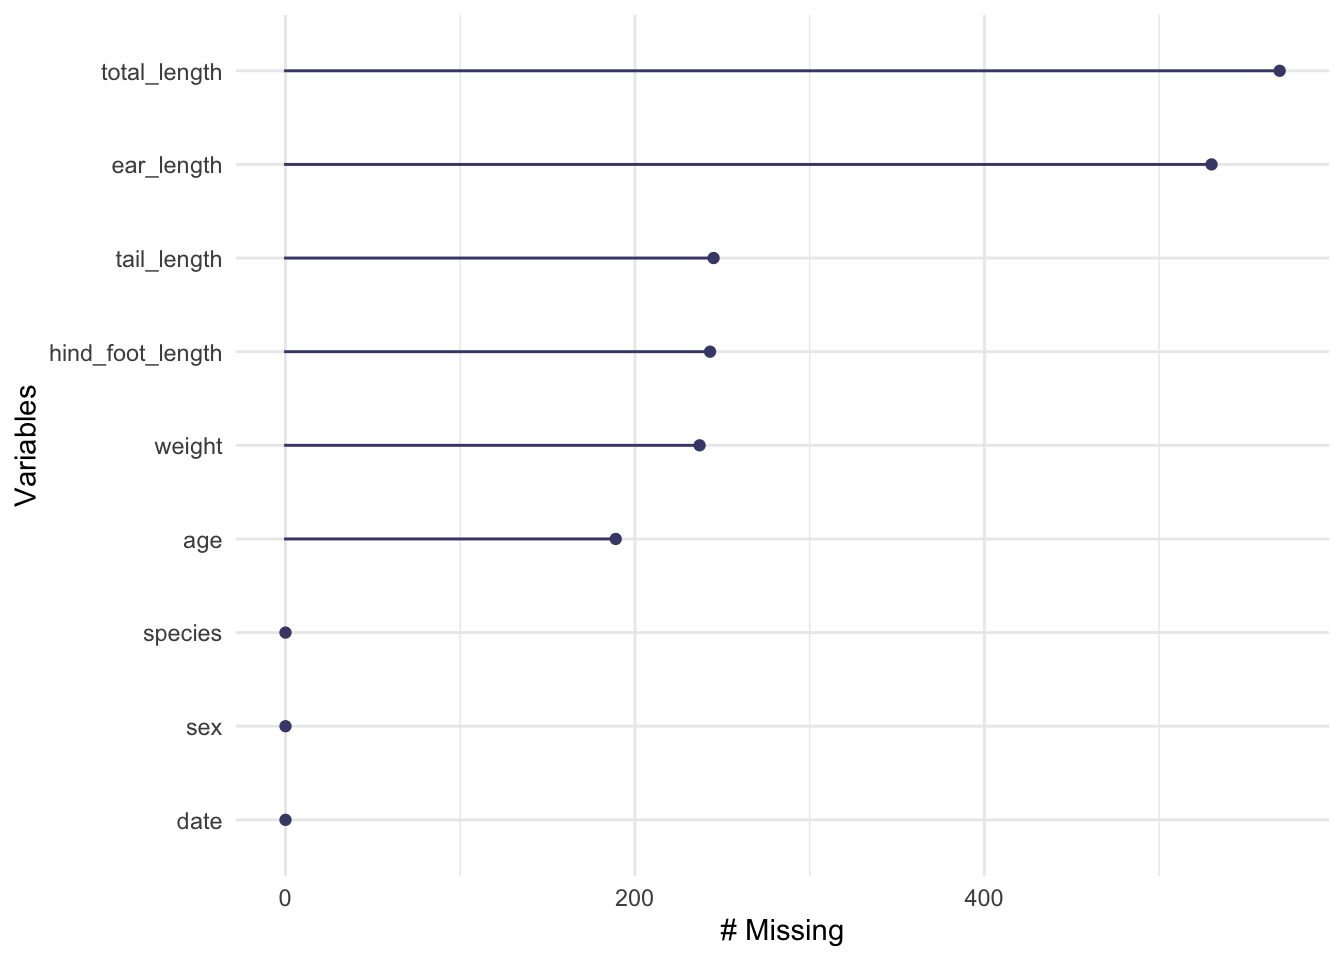 total_length
ear_length
tail_length
hind_foot_length
weight
age
species
sex
date
Variables
0 200 400
# Missing